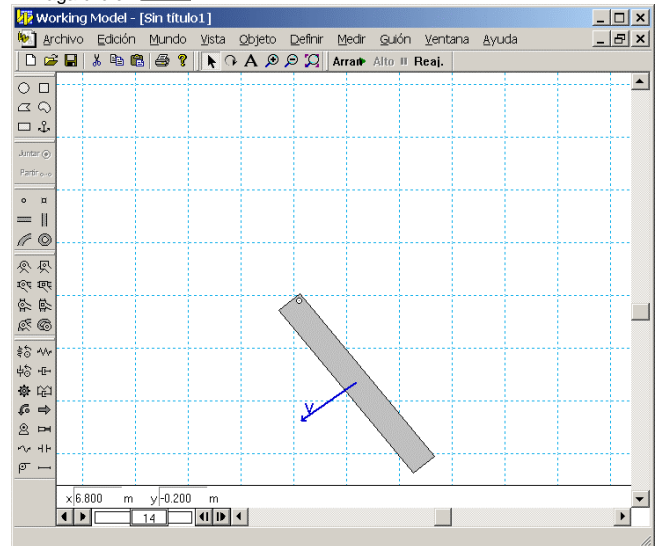 Working Model - [Sin título1]
Archivo Edición Mundo Vista Objeto Definir Medir Guión Ventana Ayuda
A Arran Alto Reaj.
Juntar
Partir
V
x 6.800 m y -0.200 m
14